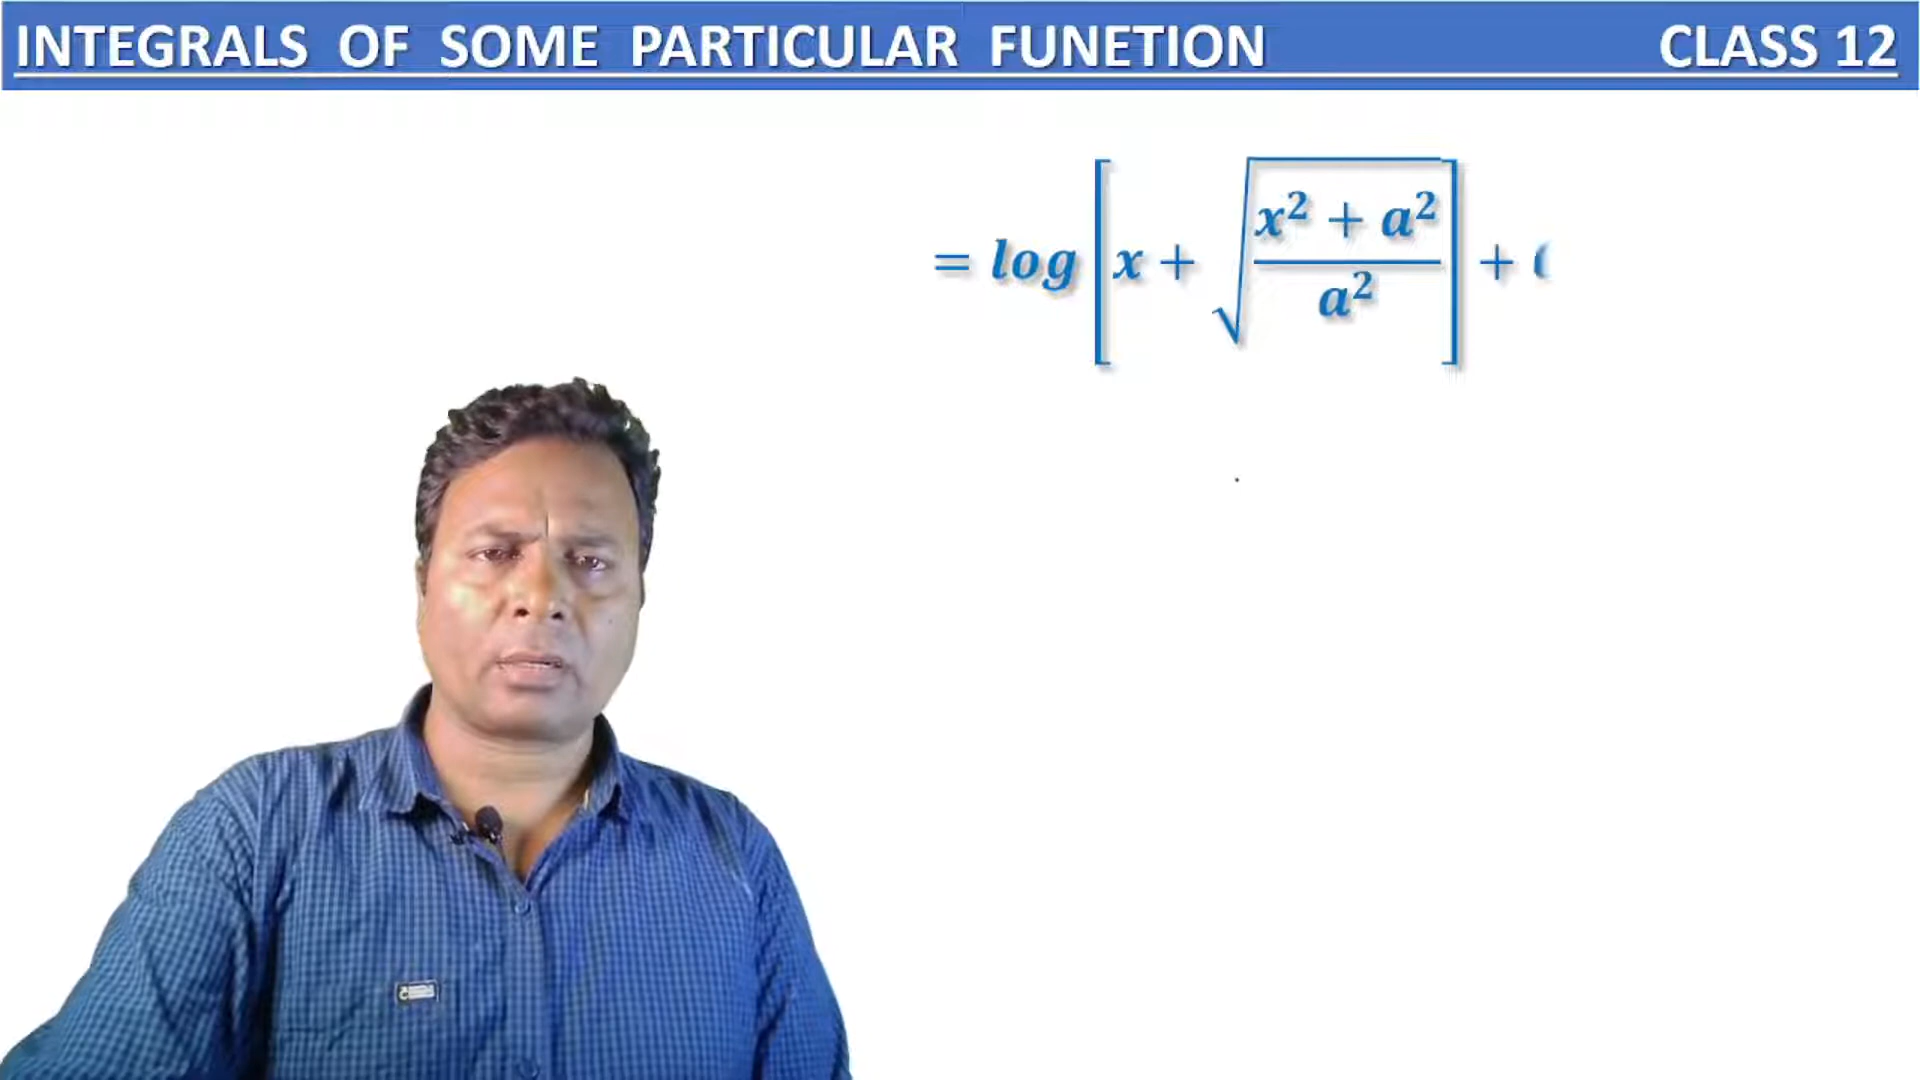 INTEGRALS OF SOME PARTICULAR FUNETION CLASS 12
= log [x + √((x² + a²)/a²)] +